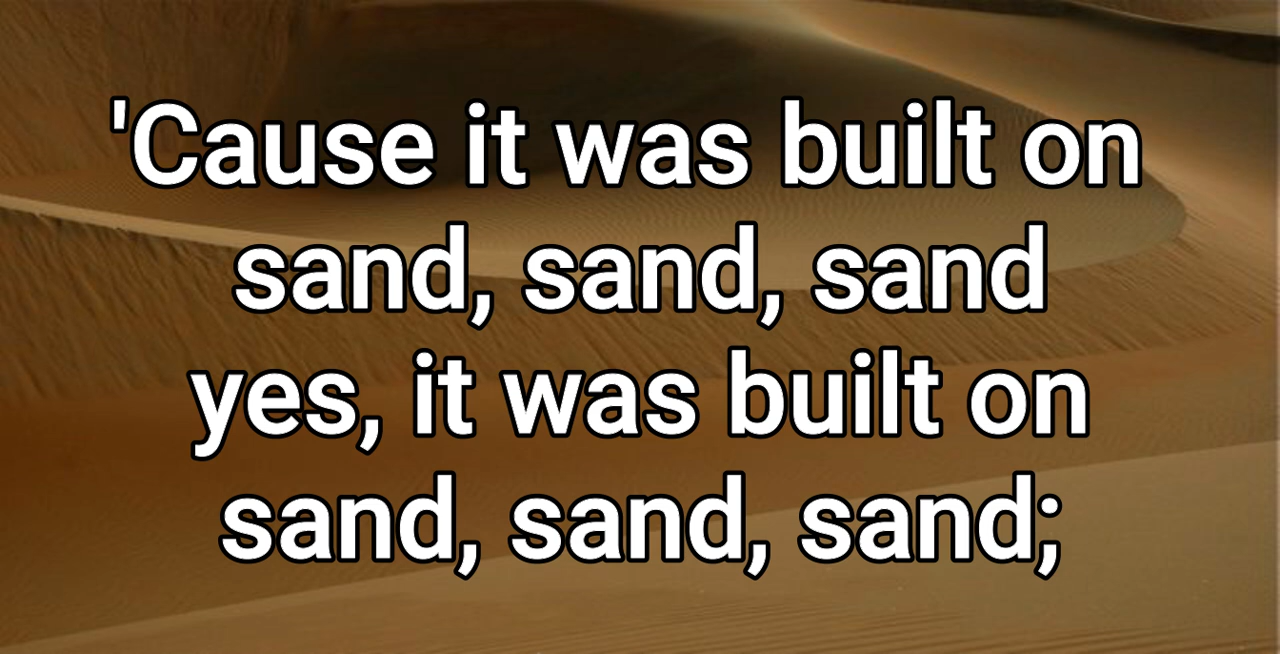 'Cause it was built on
sand, sand, sand
yes, it was built on
sand, sand, sand;